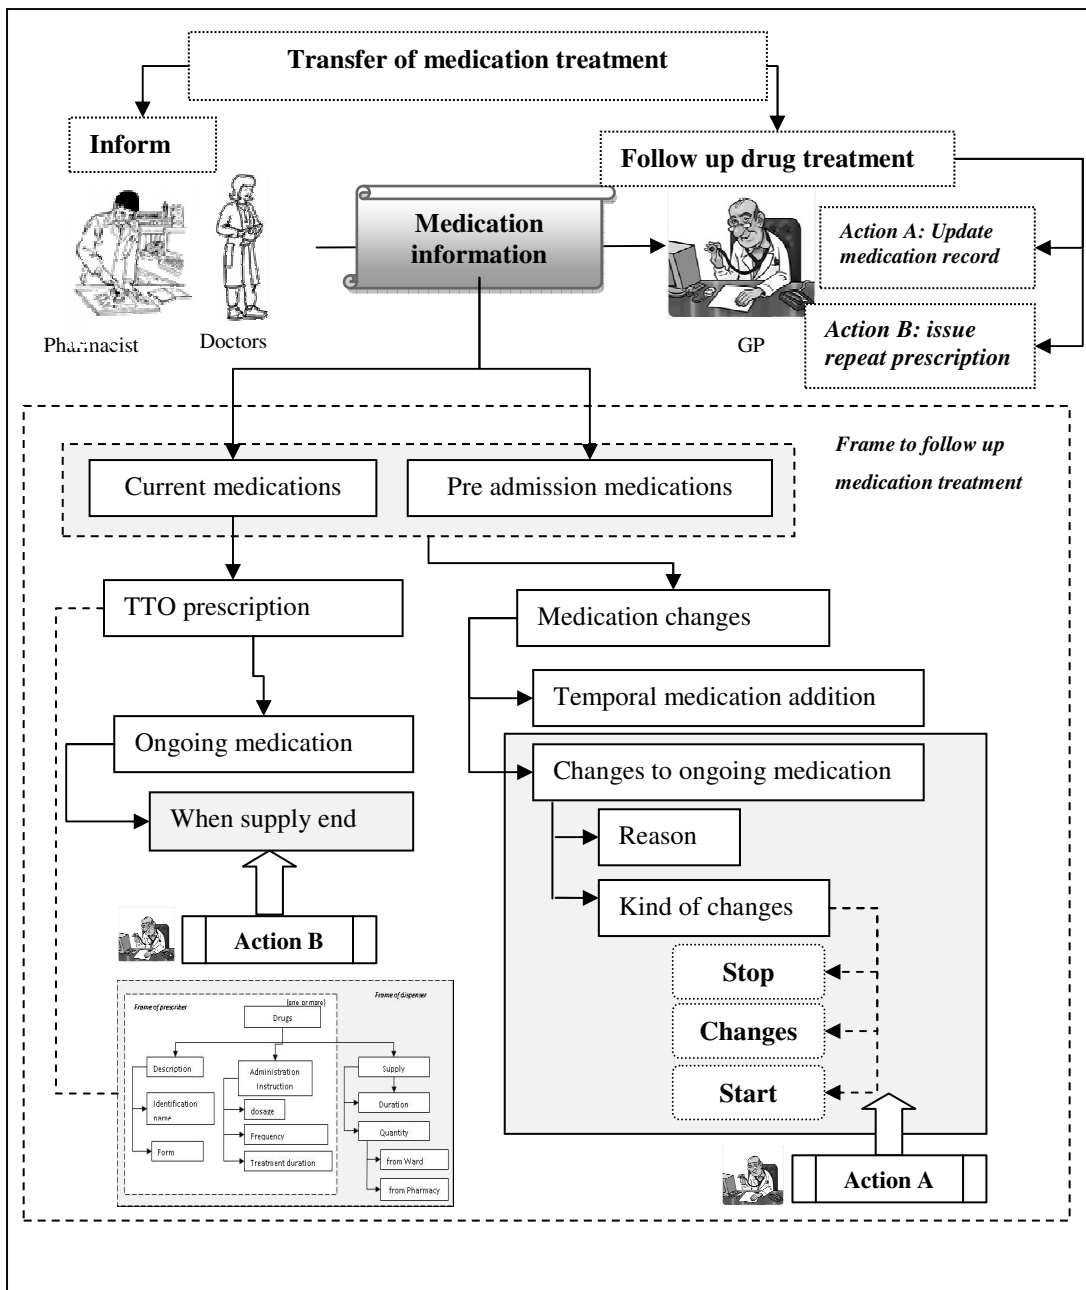 Transfer of medication treatment
Inform
Follow up drug treatment
Medication
information
Action A: Update
medication record
Action B: issue
repeat prescription
Pharmacist
Doctors
GP
Frame to follow up
medication treatment
Current medications
Pre admission medications
TTO prescription
Medication changes
Temporal medication addition
Ongoing medication
Changes to ongoing medication
When supply end
Reason
Kind of changes
Action B
Stop
Changes
Start
Action A
Frame of prescriber
Frame of dispenser
(one or more)
Drugs
Description
Administration
Instruction
Supply
Identification
name
dosage
Duration
Frequency
Quantity
Form
Treatment duration
from Ward
from Pharmacy